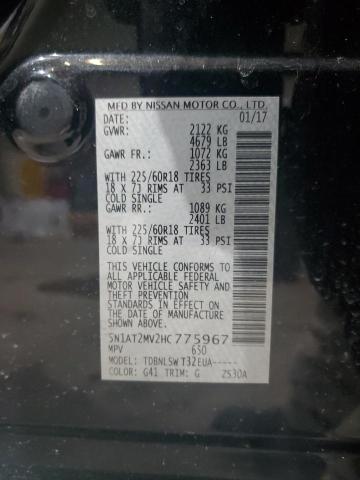 MFD BY NISSAN MOTOR CO., LTD.
DATE: 01/17
GVWR: 2122 KG
4679 LB
GAWR FR.: 1072 KG
2363 LB
WITH 225/60R18 TIRES
18 X 7J RIMS AT 33 PSI
COLD SINGLE
GAWR RR.: 1089 KG
2401 LB
WITH 225/60R18 TIRES
18 X 7J RIMS AT 33 PSI
COLD SINGLE
THIS VEHICLE CONFORMS TO
ALL APPLICABLE FEDERAL
MOTOR VEHICLE SAFETY AND
THEFT PREVENTION STANDARDS
IN EFFECT ON THE DATE OF
MANUFACTURE SHOWN ABOVE.
5N1AT2MV2HC775967
MPV 650
MODEL: TDBNLSW T32EUA-----
COLOR: G41 TRIM: G Z530A